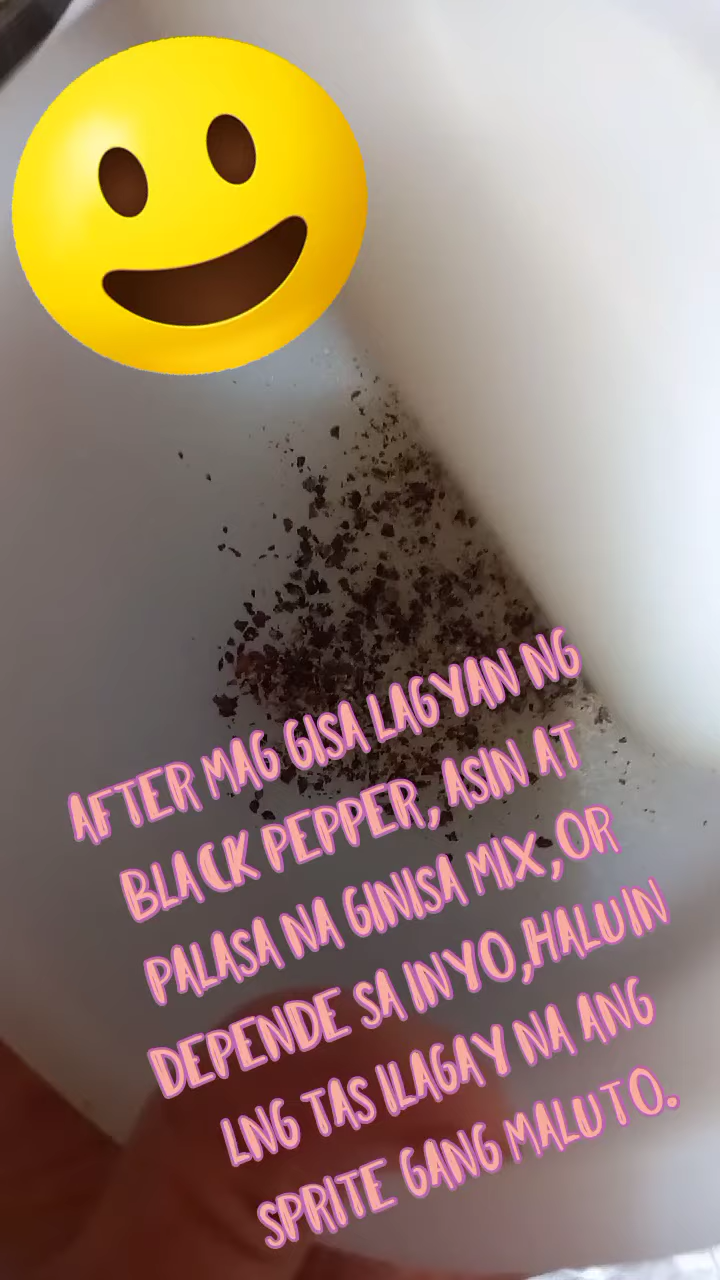 AFTER MAG GISA LAGYAN NG
BLACK PEPPER, ASIN AT
PALASA NA GINISA MIX,OR
DEPENDE SA INYO,HALUIN
LNG TAS ILAGAY NA ANG
SPRITE GANG MALUTO.